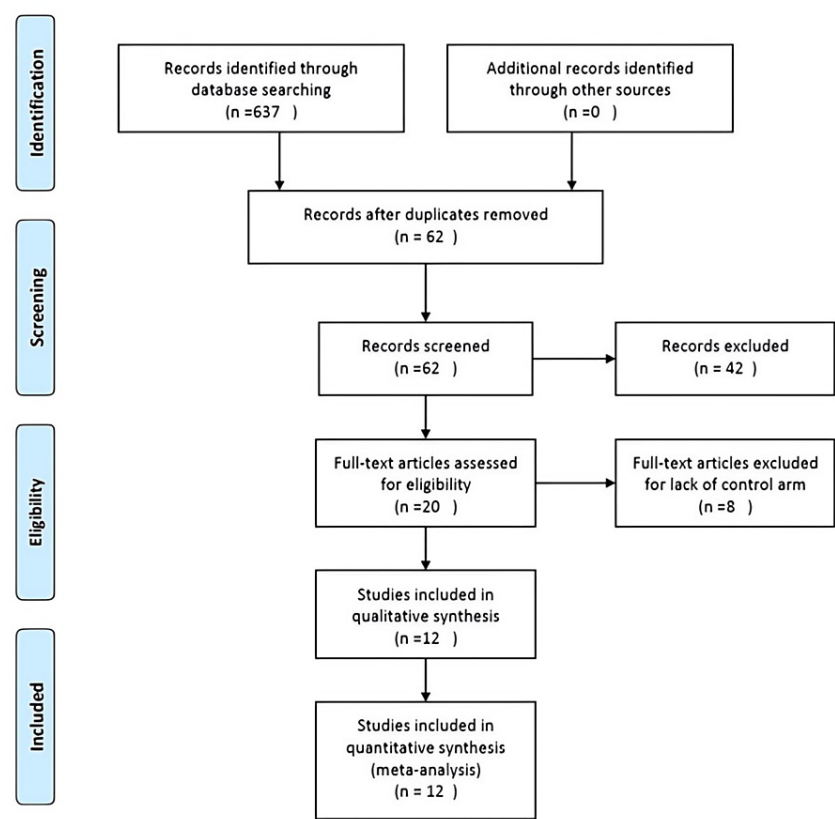 Identification
Records identified through
database searching
(n =637   )
Additional records identified
through other sources
(n =0   )
Records after duplicates removed
(n = 62   )
Screening
Records screened
(n =62   )
Records excluded
(n = 42   )
Eligibility
Full-text articles assessed
for eligibility
(n =20   )
Full-text articles excluded
for lack of control arm
(n =8   )
Studies included in
qualitative synthesis
(n =12   )
Included
Studies included in
quantitative synthesis
(meta-analysis)
(n = 12   )